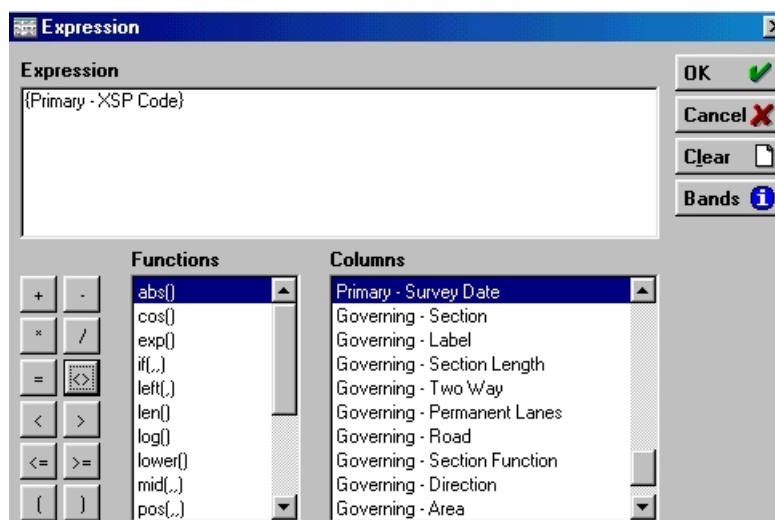 Expression
Expression
{Primary - XSP Code}
OK
Cancel
Clear
Bands
Functions
Columns
+ -
* /
= <>
< >
<= >=
( )
abs()
cos()
exp()
if(,,)
left(,)
len()
log()
lower()
mid(,,)
pos(,,)
Primary - Survey Date
Governing - Section
Governing - Label
Governing - Section Length
Governing - Two Way
Governing - Permanent Lanes
Governing - Road
Governing - Section Function
Governing - Direction
Governing - Area